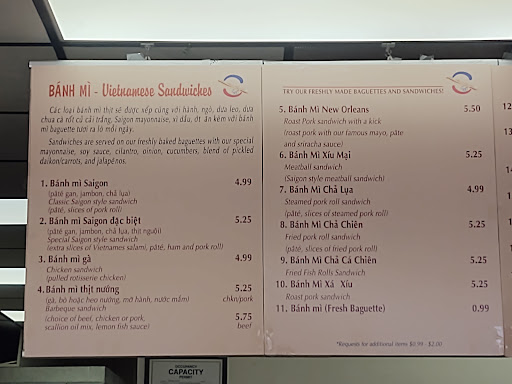 BÁNH MÌ - Vietnamese Sandwiches
Các loại bánh mì thịt sẽ được xếp cùng với hành, ngò, dưa leo, dưa
chua cà rốt củ cải trắng, Saigon mayonnaise, xì dầu, ớt ăn kèm với bánh
mì baguette tươi ra lò mỗi ngày.
Sandwiches are served on our freshly baked baguettes with our special
mayonnaise, soy sauce, cilantro, onion, cucumbers, blend of pickled
daikon/carrots, and jalapeños.
1. Bánh mì Saigon 4.99
(pâté gan, jambon, chả lụa)
Classic Saigon style sandwich
(pâté, slices of pork roll)
2. Bánh mì Saigon đặc biệt 5.25
(pâté gan, jambon, chả lụa, thịt nguội)
Special Saigon style sandwich
(extra slices of Vietnames salami, pâté, ham and pork roll)
3. Bánh mì gà 4.99
Chicken sandwich
(pulled rotisserie chicken)
4. Bánh mì thịt nướng 5.25
(gà, bò hoặc heo nướng, mỡ hành, nước mắm) chkn/pork
Barbeque sandwich
(choice of beef, chicken or pork, 5.75
scallion oil mix, lemon fish sauce) beef
TRY OUR FRESHLY MADE BAGUETTES AND SANDWICHES!
5. Bánh Mì New Orleans 5.50
Roast Pork sandwich with a kick
(roast pork with our famous mayo, pâte
and sriracha sauce)
6. Bánh Mì Xíu Mại 5.25
Meatball sandwich
(Saigon style meatball sandwich)
7. Bánh Mì Chả Lụa 4.99
Steamed pork roll sandwich
(pâté, slices of steamed pork roll)
8. Bánh Mì Chả Chiên 5.25
Fried pork roll sandwich
(pâté, slices of fried pork roll)
9. Bánh Mì Chả Cá Chiên 5.25
Fried Fish Rolls Sandwich
10. Bánh Mì Xá Xíu 5.25
Roast pork sandwich
11. Bánh mì (Fresh Baguette) 0.99
*Requests for additional items $0.99 - $2.00
12
13
CAPACITY